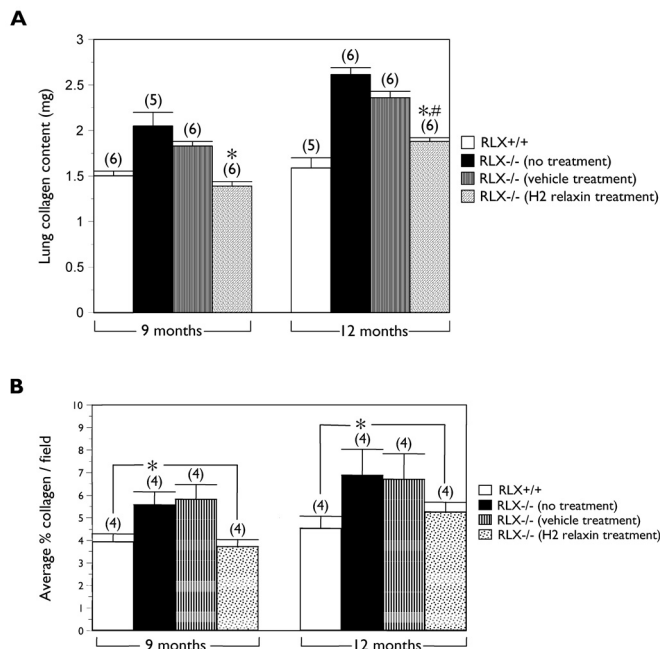 A
Lung collagen content (mg)
3
2.5
2
1.5
1
0.5
0
(6)
(5)
(6)
*
(6)
(5)
(6)
(6)
*,#
(6)
9 months
12 months
RLX+/+
RLX-/- (no treatment)
RLX-/- (vehicle treatment)
RLX-/- (H2 relaxin treatment)
B
Average % collagen / field
10
9
8
7
6
5
4
3
2
1
0
*
(4)
(4)
(4)
(4)
*
(4)
(4)
(4)
(4)
9 months
12 months
RLX+/+
RLX-/- (no treatment)
RLX-/- (vehicle treatment)
RLX-/- (H2 relaxin treatment)